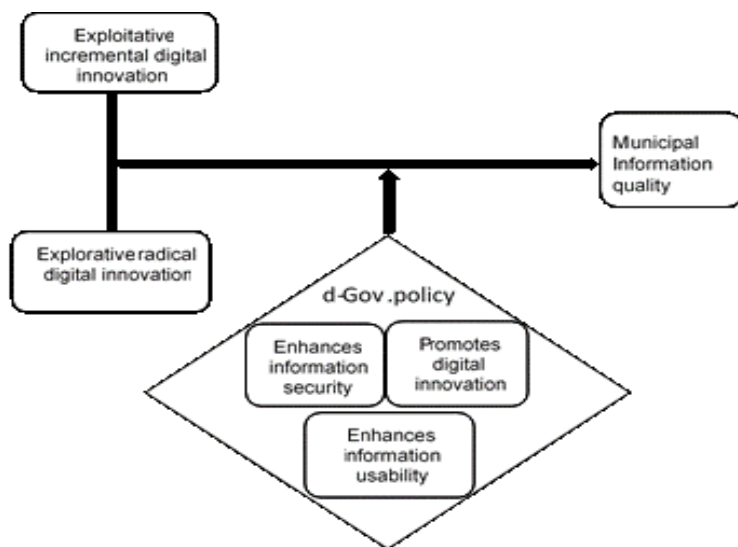 Exploitative
incremental digital
innovation
Municipal
Information
quality
Explorative radical
digital innovation
d-Gov.policy
Enhances
information
security
Promotes
digital
innovation
Enhances
information
usability